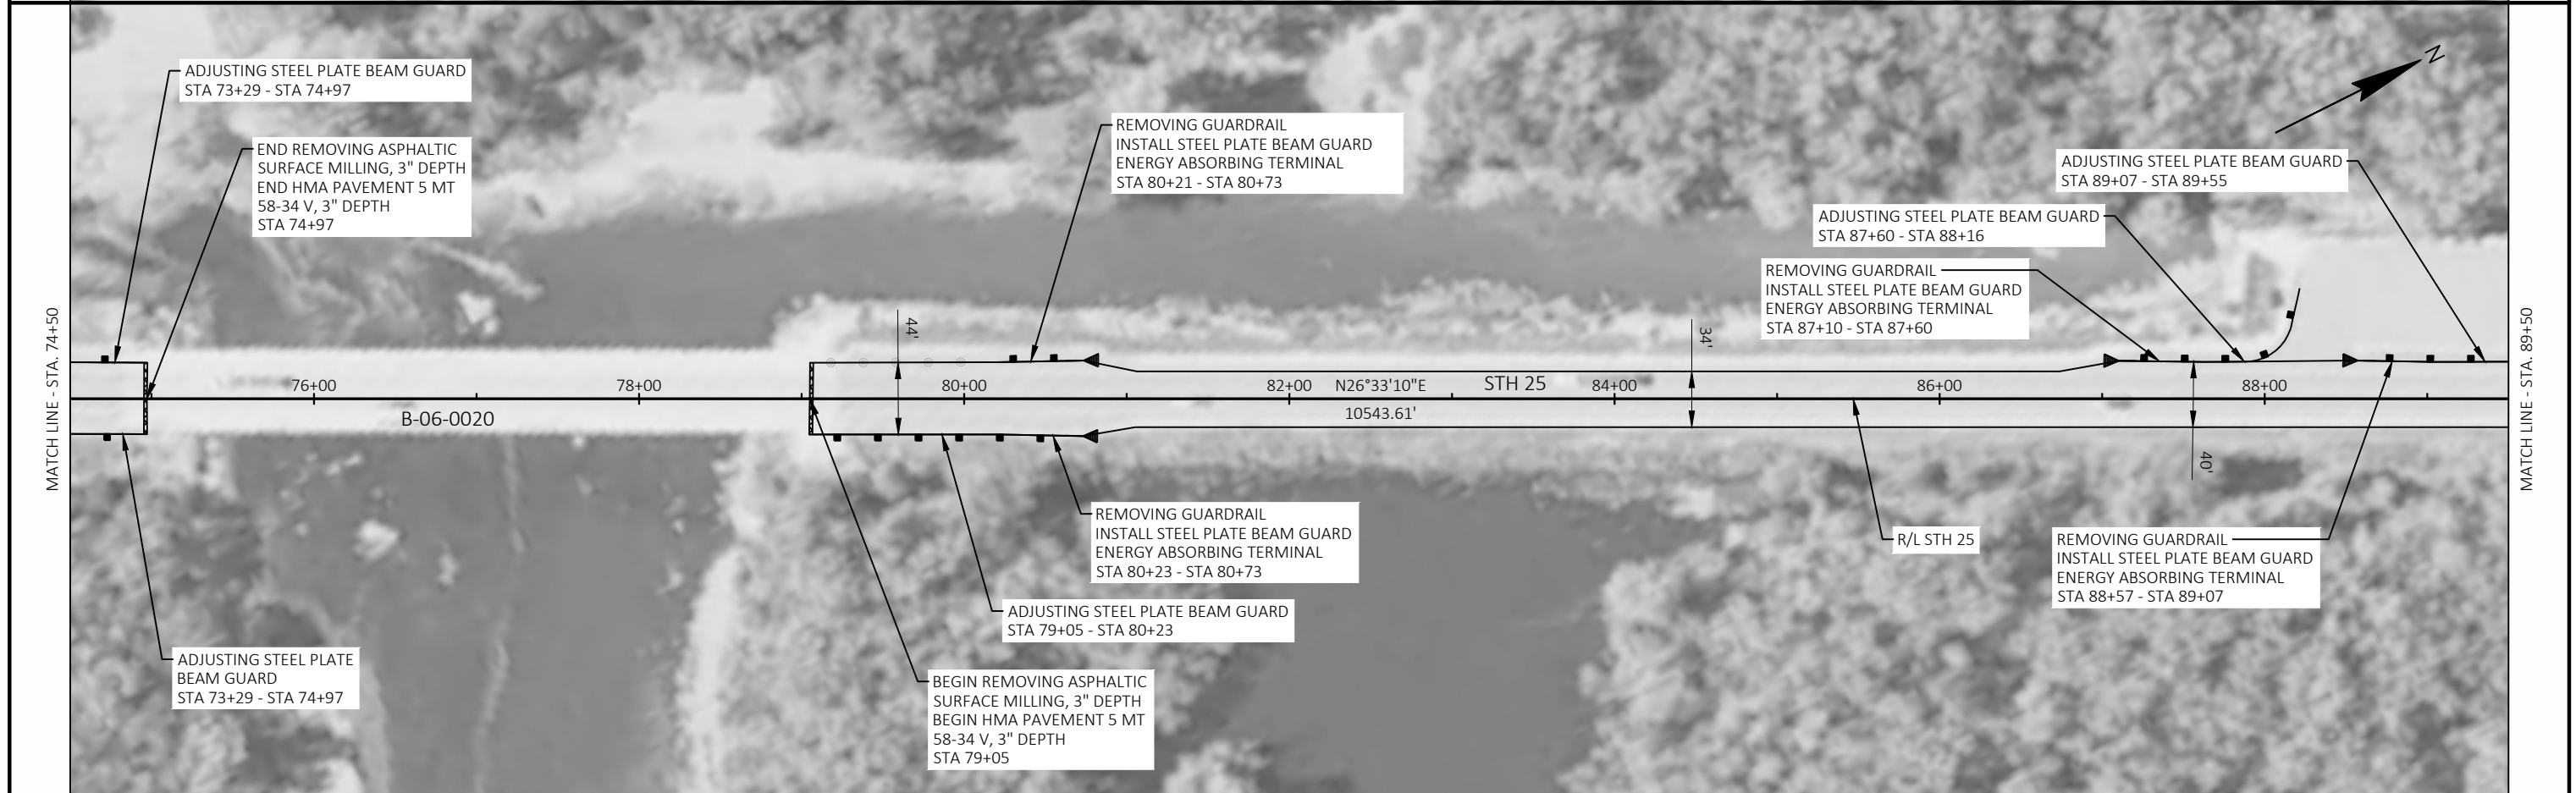 ADJUSTING STEEL PLATE BEAM GUARD
STA 73+29 - STA 74+97
END REMOVING ASPHALTIC
SURFACE MILLING, 3" DEPTH
END HMA PAVEMENT 5 MT
58-34 V, 3" DEPTH
STA 74+97
REMOVING GUARDRAIL
INSTALL STEEL PLATE BEAM GUARD
ENERGY ABSORBING TERMINAL
STA 80+21 - STA 80+73
N
ADJUSTING STEEL PLATE BEAM GUARD
STA 89+07 - STA 89+55
ADJUSTING STEEL PLATE BEAM GUARD
STA 87+60 - STA 88+16
REMOVING GUARDRAIL
INSTALL STEEL PLATE BEAM GUARD
ENERGY ABSORBING TERMINAL
STA 87+10 - STA 87+60
MATCH LINE - STA. 74+50
44'
34'
MATCH LINE - STA. 89+50
76+00
78+00
80+00
82+00
N26°33'10"E
STH 25
84+00
86+00
88+00
B-06-0020
10543.61'
40'
REMOVING GUARDRAIL
INSTALL STEEL PLATE BEAM GUARD
ENERGY ABSORBING TERMINAL
STA 80+23 - STA 80+73
R/L STH 25
REMOVING GUARDRAIL
INSTALL STEEL PLATE BEAM GUARD
ENERGY ABSORBING TERMINAL
STA 88+57 - STA 89+07
ADJUSTING STEEL PLATE BEAM GUARD
STA 79+05 - STA 80+23
ADJUSTING STEEL PLATE
BEAM GUARD
STA 73+29 - STA 74+97
BEGIN REMOVING ASPHALTIC
SURFACE MILLING, 3" DEPTH
BEGIN HMA PAVEMENT 5 MT
58-34 V, 3" DEPTH
STA 79+05